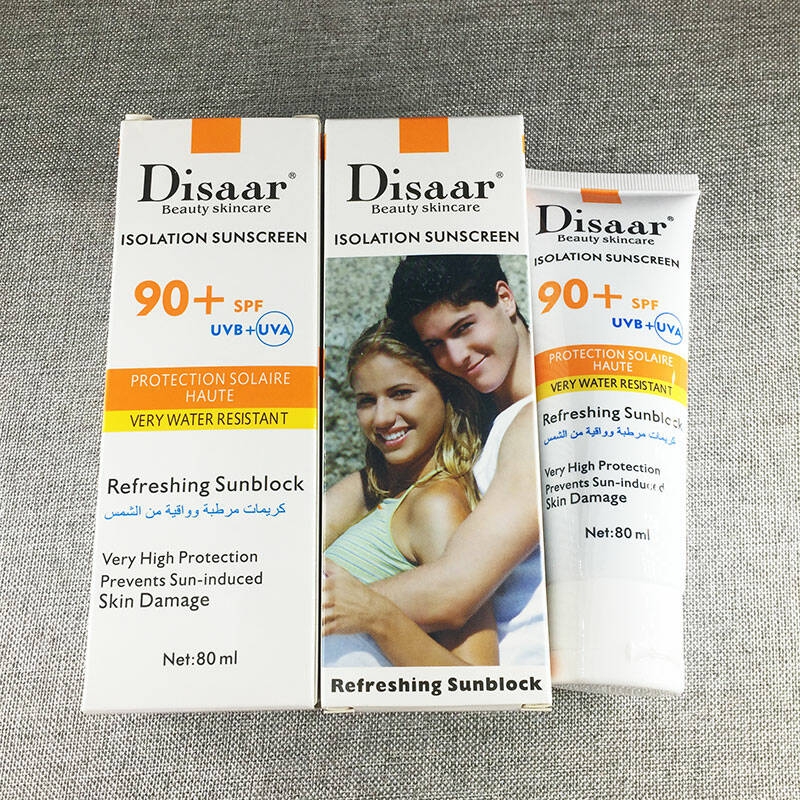 Disaar®
Beauty skincare
ISOLATION SUNSCREEN
90+ SPF
UVB+UVA
PROTECTION SOLAIRE
HAUTE
VERY WATER RESISTANT
Refreshing Sunblock
كريمات مرطبة وواقية من الشمس
Very High Protection
Prevents Sun-induced
Skin Damage
Net:80 ml
Disaar®
Beauty skincare
ISOLATION SUNSCREEN
Refreshing Sunblock
Disaar®
Beauty skincare
ISOLATION SUNSCREEN
90+ SPF
UVB+UVA
PROTECTION SOLAIRE
HAUTE
VERY WATER RESISTANT
Refreshing Sunblock
كريمات مرطبة وواقية من الشمس
Very High Protection
Prevents Sun-induced
Skin Damage
Net:80 ml